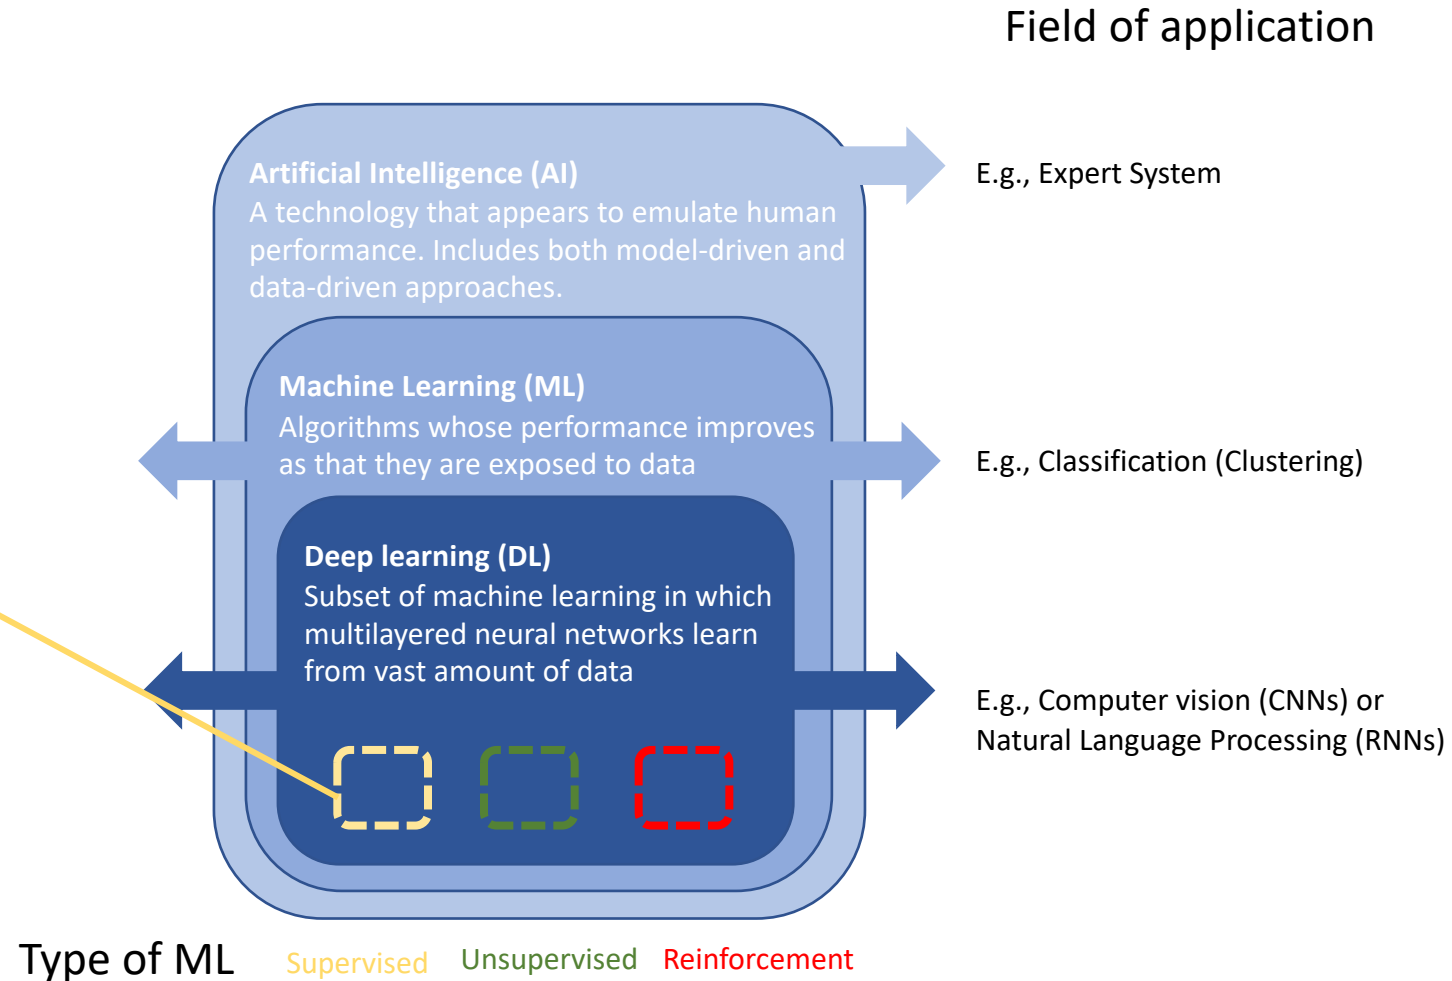 Field of application
Artificial Intelligence (AI)
A technology that appears to emulate human
performance. Includes both model-driven and
data-driven approaches.
E.g., Expert System
Machine Learning (ML)
Algorithms whose performance improves
as that they are exposed to data
E.g., Classification (Clustering)
Deep learning (DL)
Subset of machine learning in which
multilayered neural networks learn
from vast amount of data
E.g., Computer vision (CNNs) or
Natural Language Processing (RNNs)
Type of ML
Supervised
Unsupervised
Reinforcement